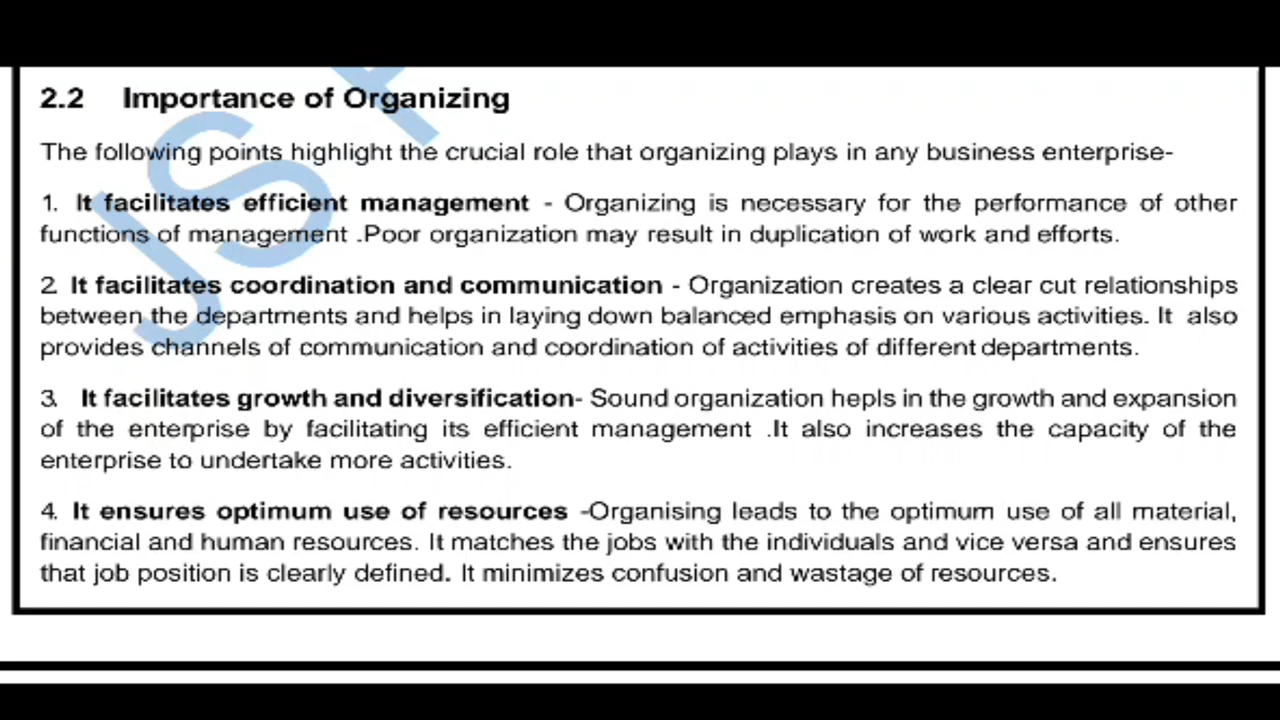 2.2 Importance of Organizing
The following points highlight the crucial role that organizing plays in any business enterprise-
1. It facilitates efficient management - Organizing is necessary for the performance of other
functions of management .Poor organization may result in duplication of work and efforts.
2. It facilitates coordination and communication - Organization creates a clear cut relationships
between the departments and helps in laying down balanced emphasis on various activities. It also
provides channels of communication and coordination of activities of different departments.
3. It facilitates growth and diversification- Sound organization hepls in the growth and expansion
of the enterprise by facilitating its efficient management .It also increases the capacity of the
enterprise to undertake more activities.
4. It ensures optimum use of resources -Organising leads to the optimum use of all material,
financial and human resources. It matches the jobs with the individuals and vice versa and ensures
that job position is clearly defined. It minimizes confusion and wastage of resources.